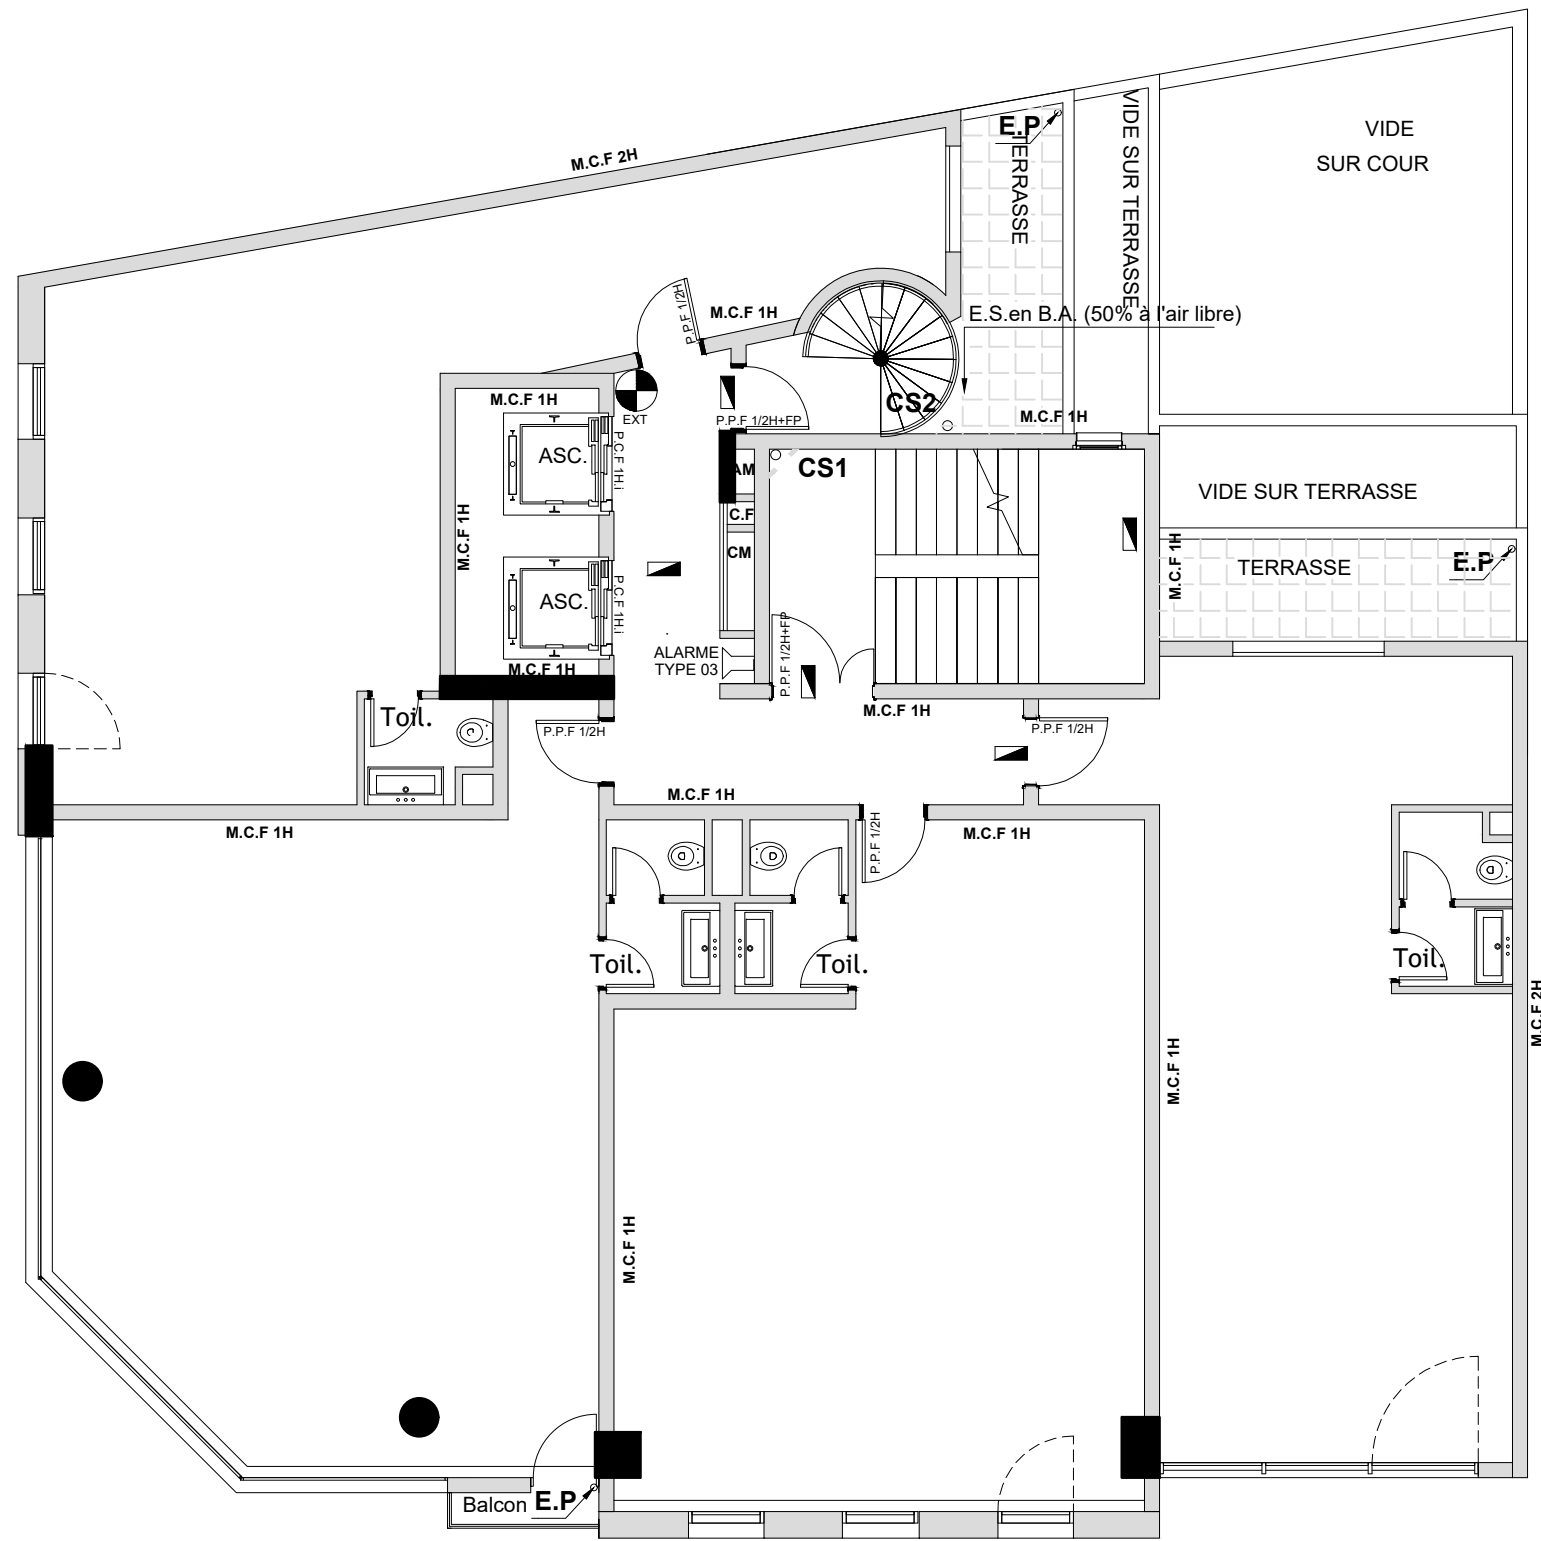 VIDE
SUR COUR
E.P
TERRASSE
VIDE SUR TERRASSE
M.C.F 2H
P.P.F 1/2H
M.C.F 1H
E.S.en B.A. (50% à l'air libre)
EXT
M.C.F 1H
P.P.F 1/2H+FP
CS2
M.C.F 1H
ASC.
P.C.F 1H.i
AM
CS1
C.F
CM
VIDE SUR TERRASSE
M.C.F 1H
M.C.F 1H
TERRASSE
E.P
ASC.
P.C.F 1H.i
M.C.F 1H
ALARME
TYPE 03
P.P.F 1/2H+FP
M.C.F 1H
Toil.
P.P.F 1/2H
P.P.F 1/2H
M.C.F 1H
M.C.F 1H
P.P.F 1/2H
M.C.F 1H
Toil.
Toil.
Toil.
M.C.F 2H
M.C.F 1H
M.C.F 1H
Balcon
E.P